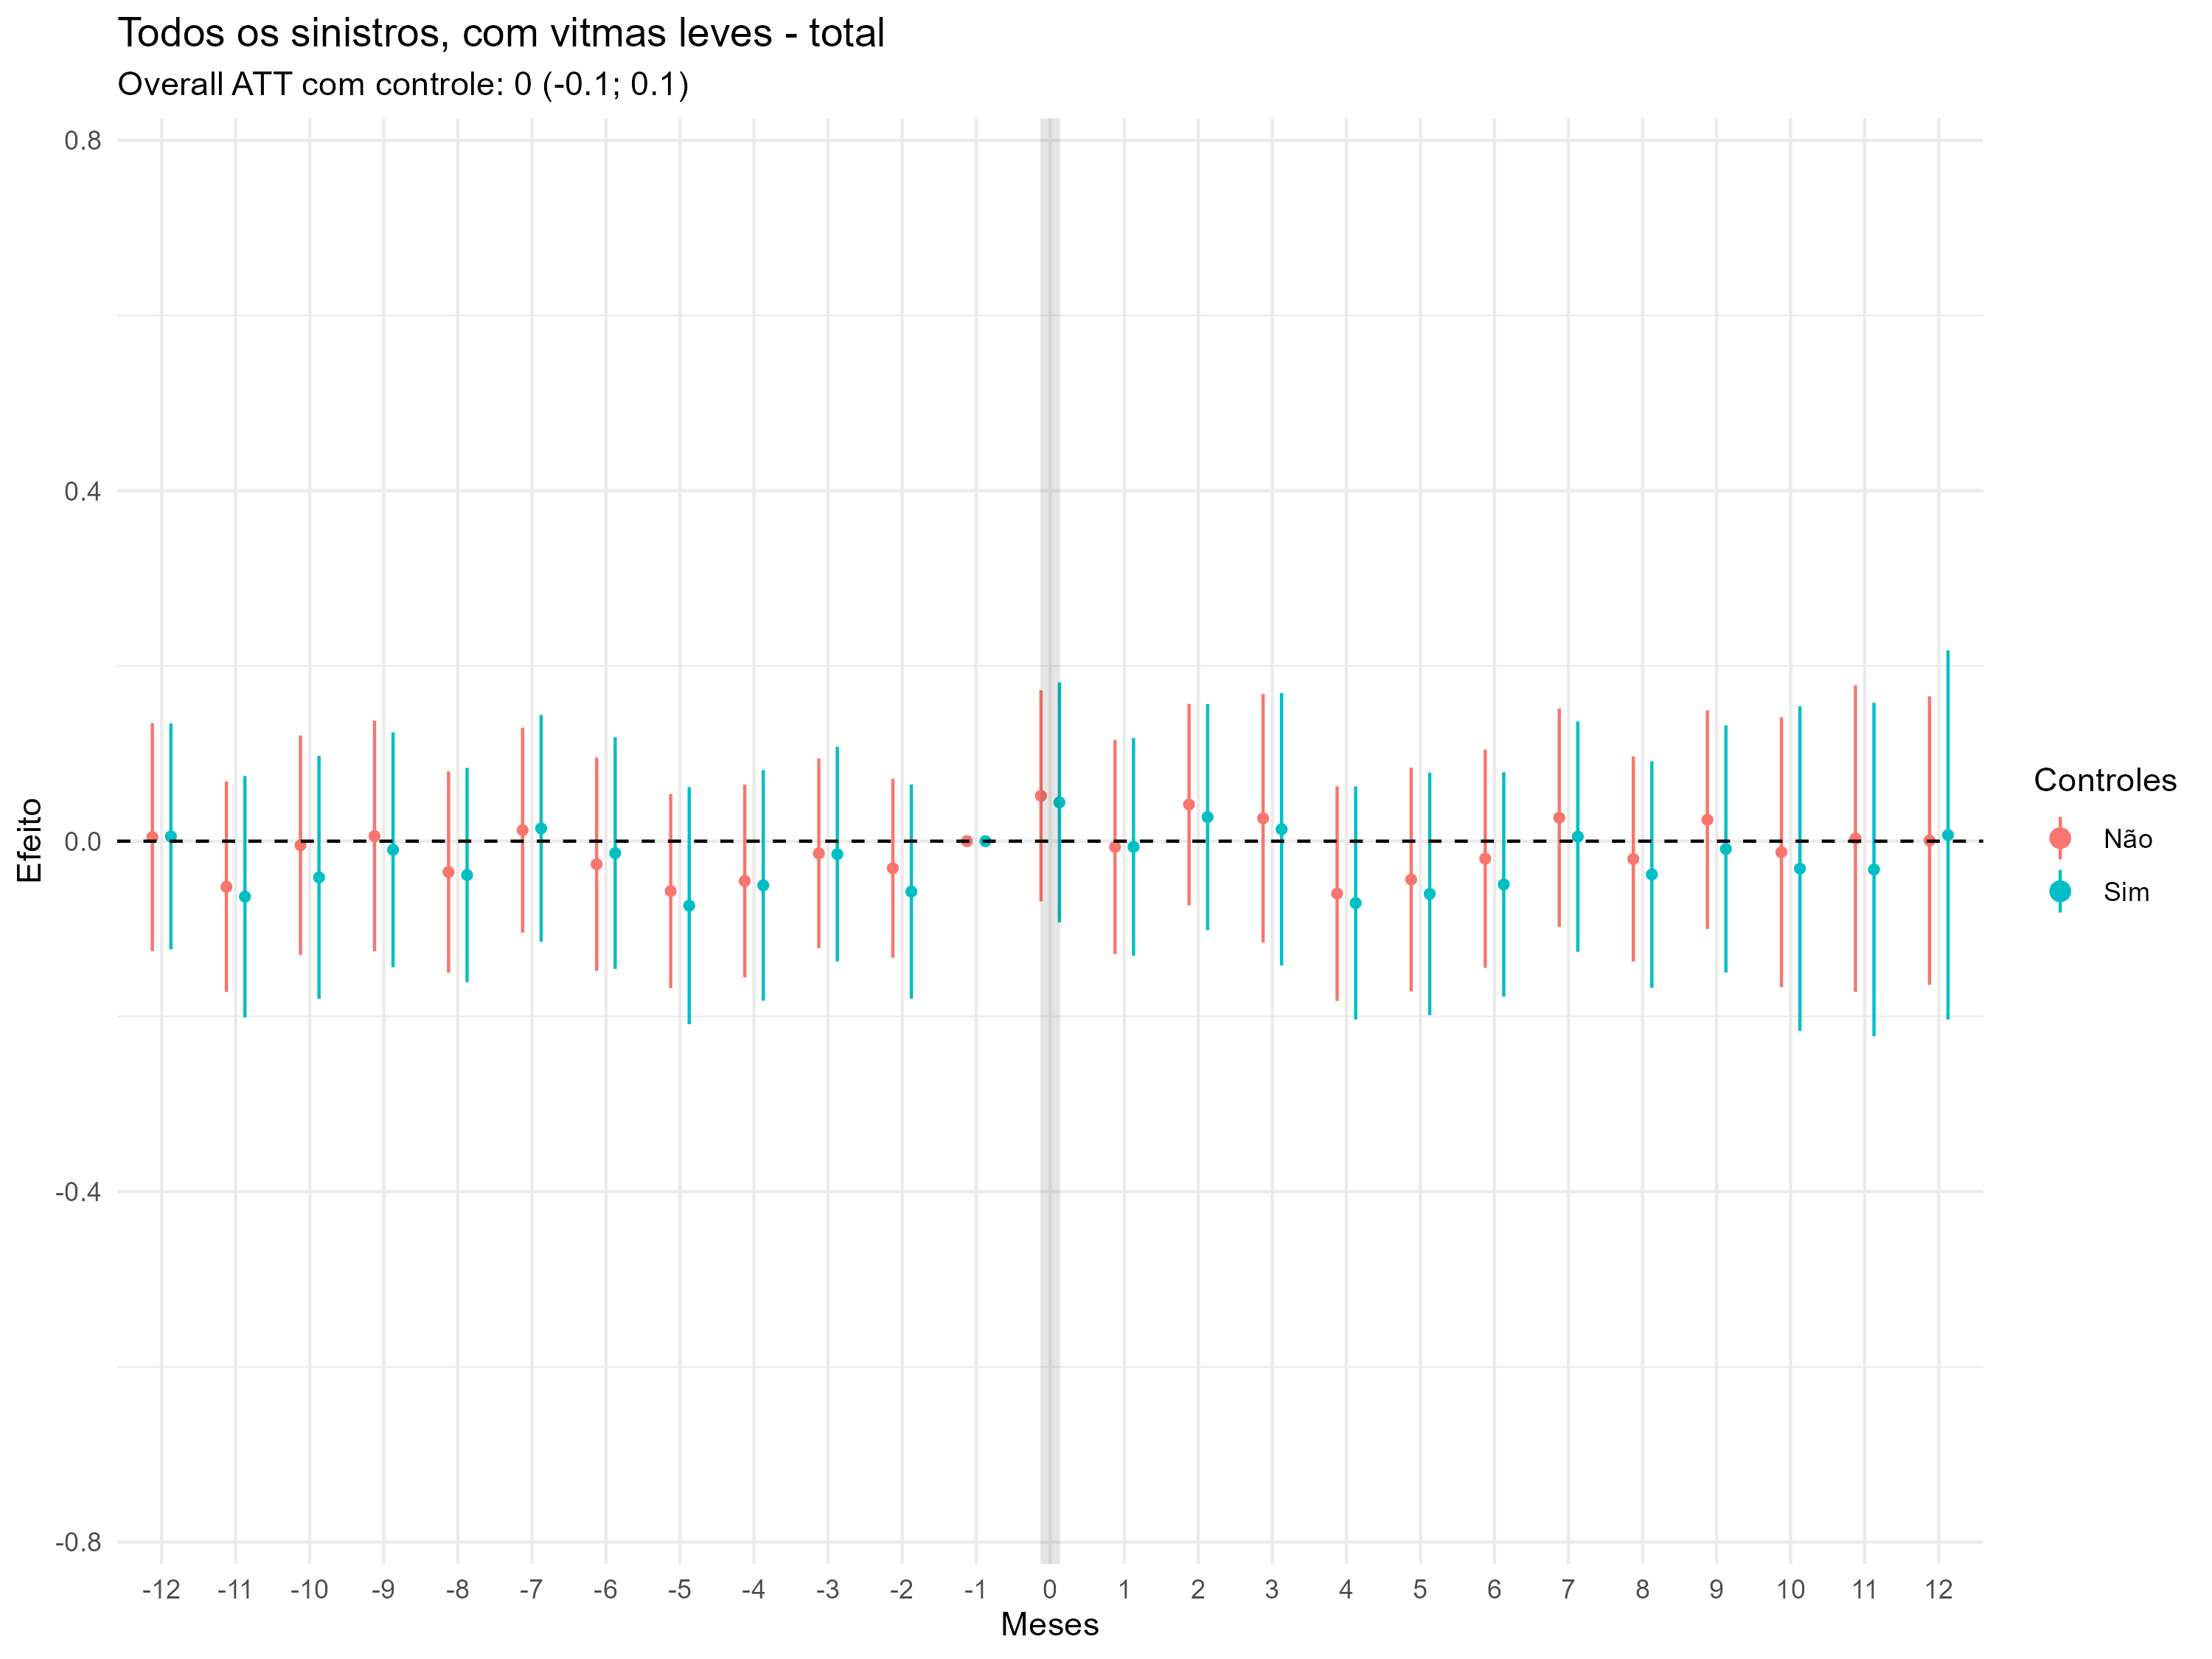 Todos os sinistros, com vitmas leves - total
Overall ATT com controle: 0 (-0.1; 0.1)
0.8
0.4
0.0
-0.4
-0.8
Efeito
-12 -11 -10 -9 -8 -7 -6 -5 -4 -3 -2 -1 0 1 2 3 4 5 6 7 8 9 10 11 12
Meses
Controles
Não
Sim